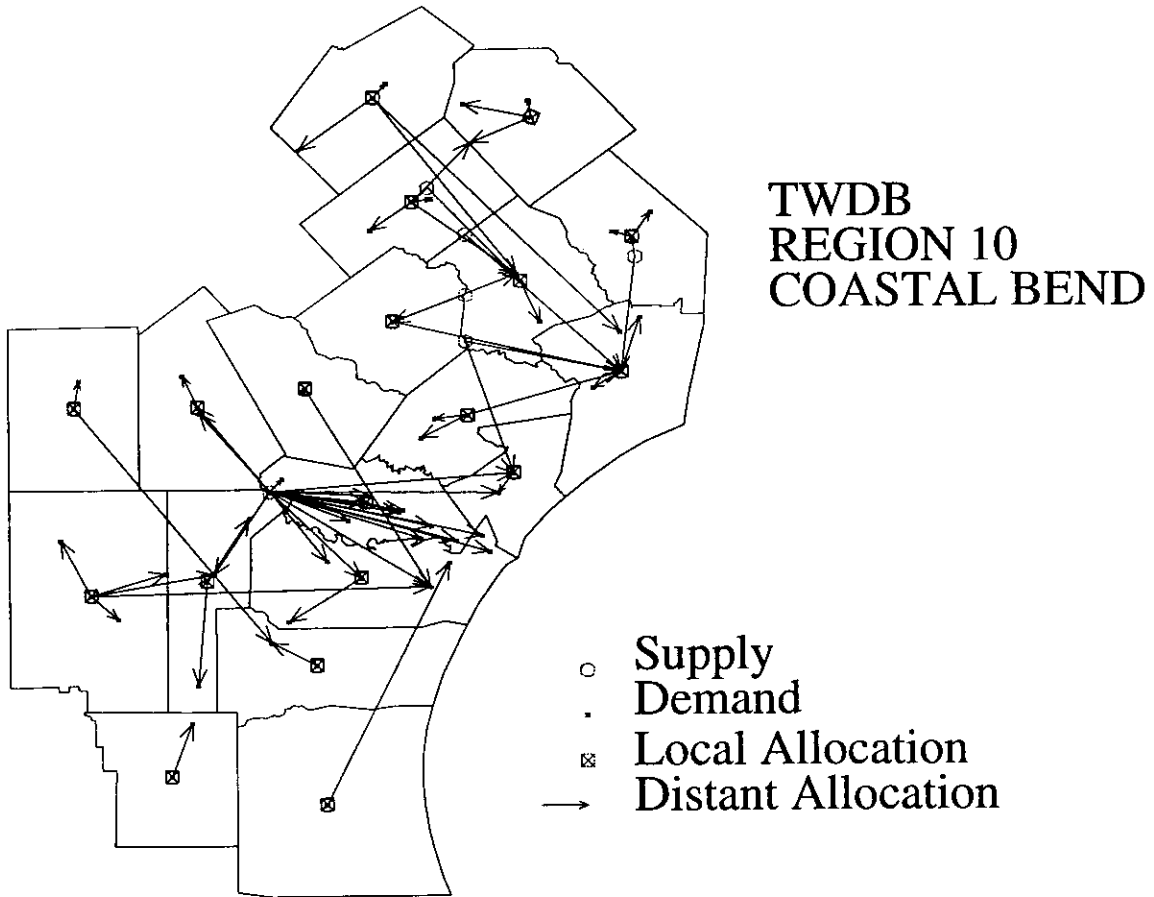 TWDB
REGION 10
COASTAL BEND
Supply
Demand
Local Allocation
Distant Allocation